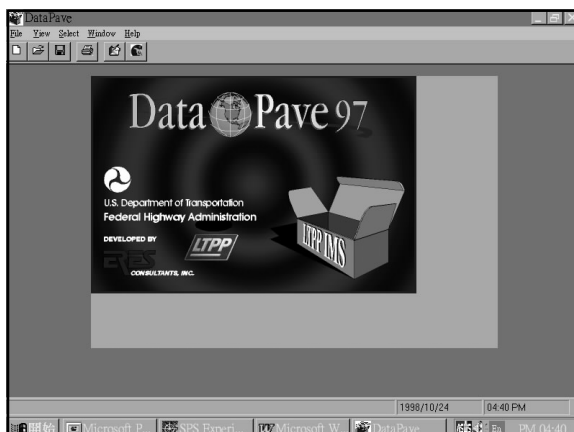 DataPave
File View Select Window Help
Data Pave 97
U.S. Department of Transportation
Federal Highway Administration
DEVELOPED BY
ERES
CONSULTANTS, INC.
LTPP
LTPP IMS
1998/10/24 04:40 PM
開始 Microsoft P... SPS Experi... Microsoft W... DataPave En PM 04:40